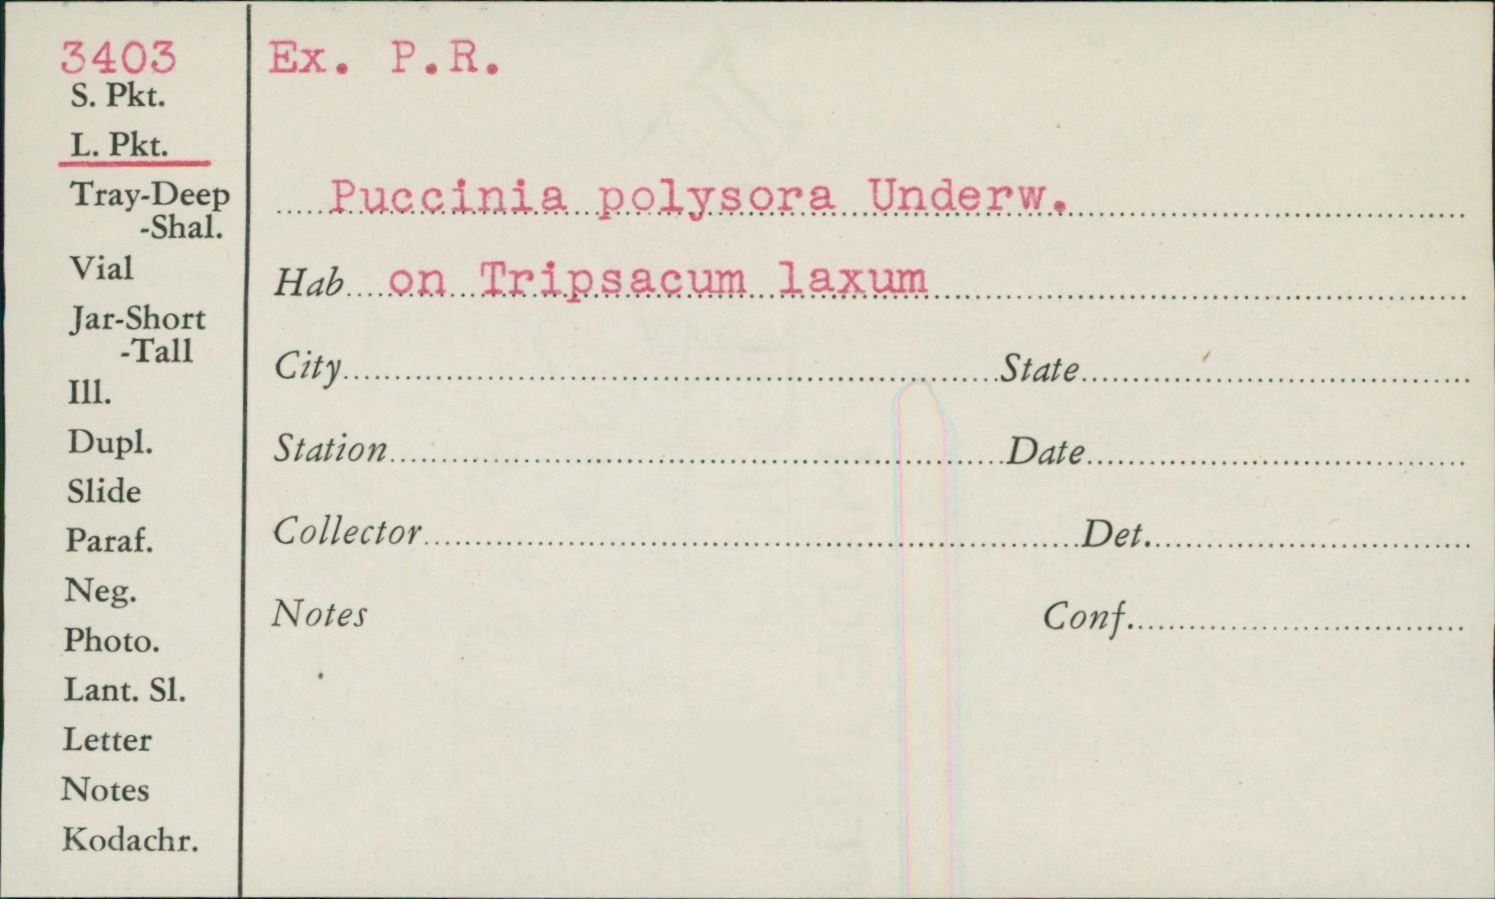 3403
S. Pkt.
L. Pkt.
Tray-Deep
-Shal.
Vial
Jar-Short
-Tall
Ill.
Dupl.
Slide
Paraf.
Neg.
Photo.
Lant. Sl.
Letter
Notes
Kodachr.
Ex. P.R.
Puccinia polysora Underw.
Hab on Tripsacum laxum
City State
Station Date
Collector Det.
Notes Conf.